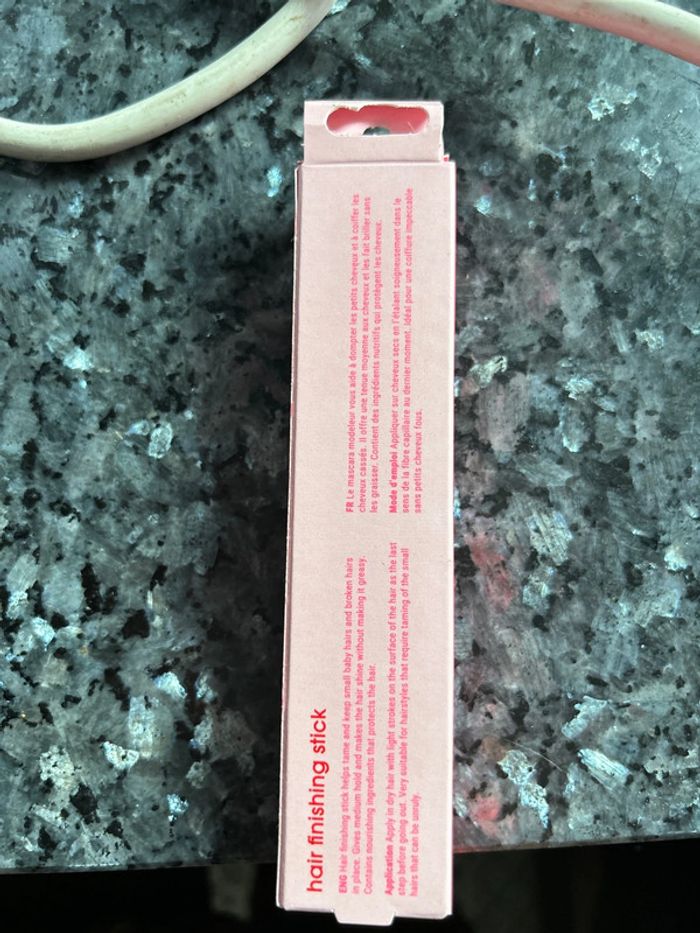 hair finishing stick
ENG Hair finishing stick helps tame and keep small baby hairs and broken hairs
in place. Gives medium hold and makes the hair shine without making it greasy.
Contains nourishing ingredients that protects the hair.
Application Apply in dry hair with light strokes on the surface of the hair as the last
step before going out. Very suitable for hairstyles that require taming of the small
hairs that can be unruly.
FR Le mascara modeleur vous aide à dompter les petits cheveux et à coiffer les
cheveux cassés. Il offre une tenue moyenne aux cheveux et les fait briller sans
les graisser. Contient des ingrédients nutritifs qui protègent les cheveux.
Mode d'emploi Appliquer sur cheveux secs en l'étalant soigneusement dans le
sens de la fibre capillaire au dernier moment. Idéal pour une coiffure impeccable
sans petits cheveux fous.